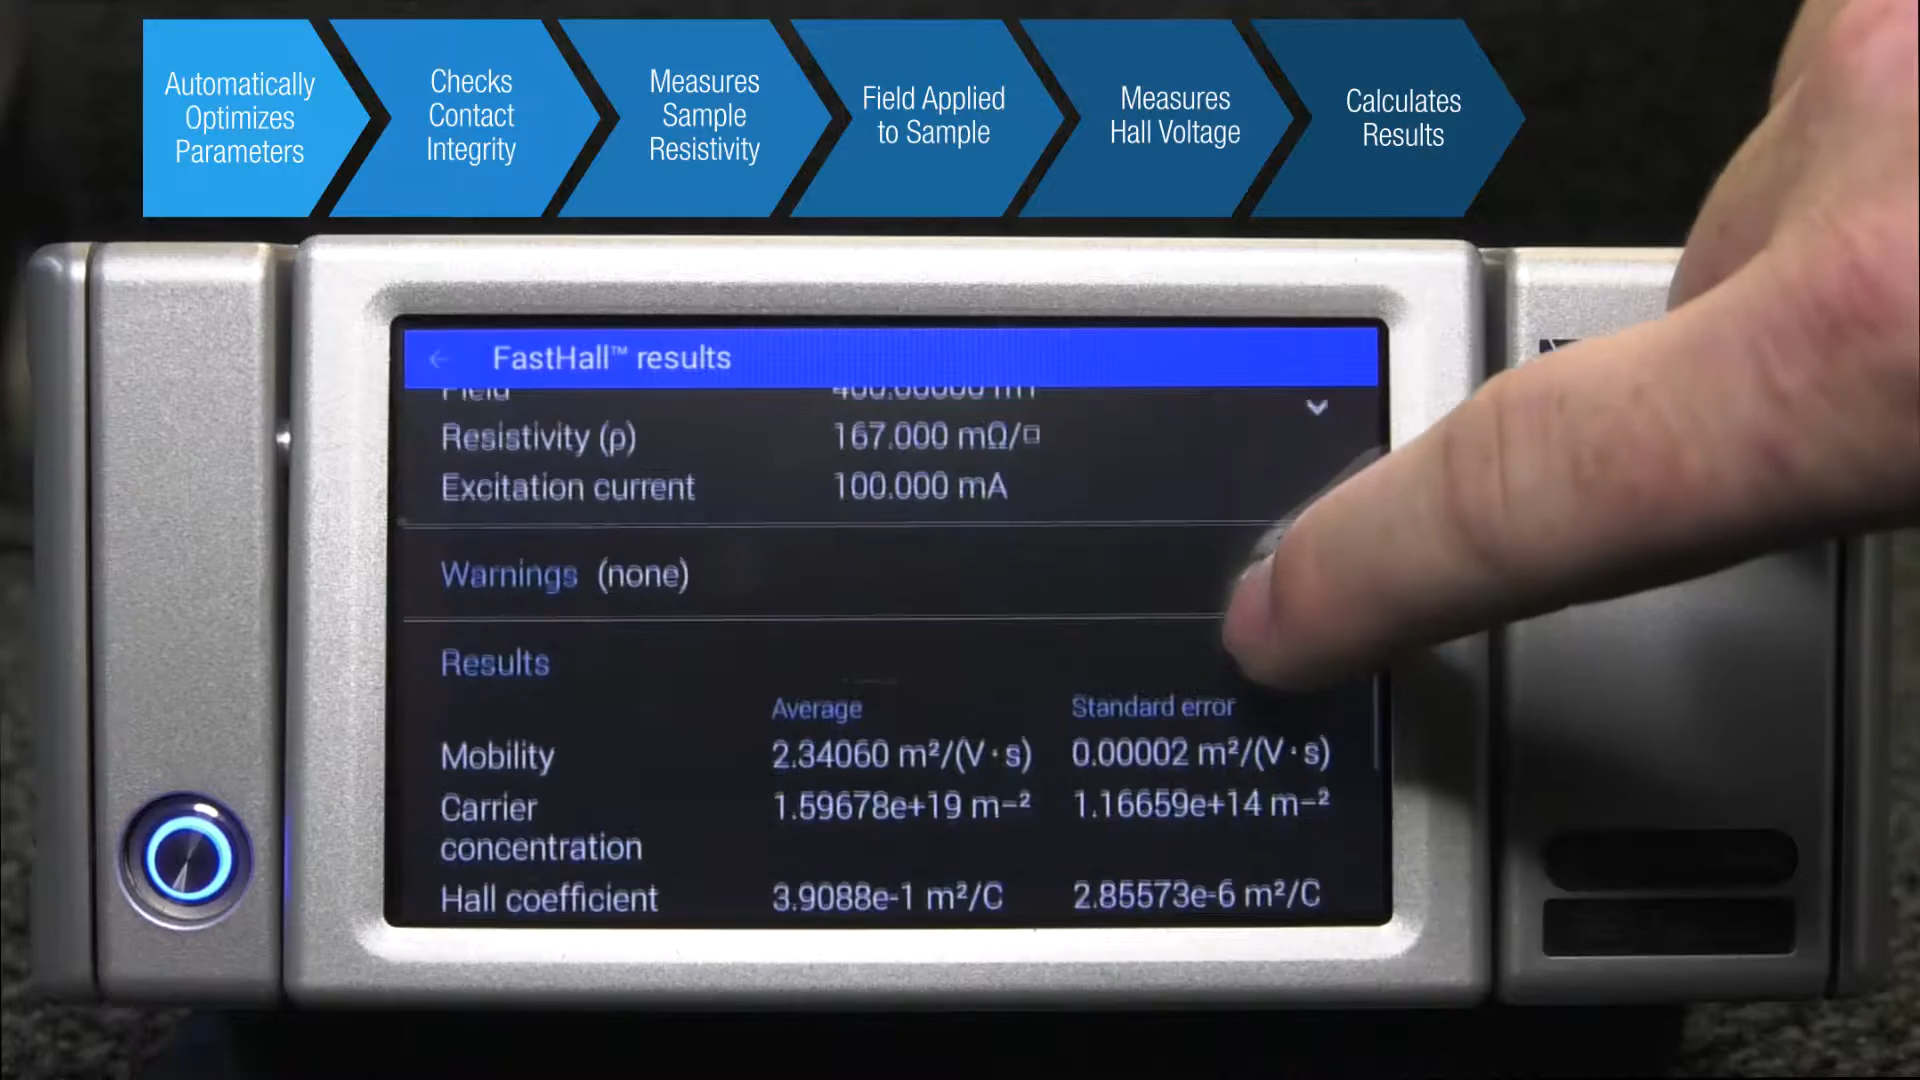 Automatically
Optimizes
Parameters
Checks
Contact
Integrity
Measures
Sample
Resistivity
Field Applied
to Sample
Measures
Hall Voltage
Calculates
Results
FastHall™ results
Field
Resistivity (ρ) 167.000 mΩ/□
Excitation current 100.000 mA
Warnings (none)
Results
Average Standard error
Mobility 2.34060 m²/(V · s) 0.00002 m²/(V · s)
Carrier 1.59678e+19 m−² 1.16659e+14 m−²
concentration
Hall coefficient 3.9088e-1 m²/C 2.85573e-6 m²/C